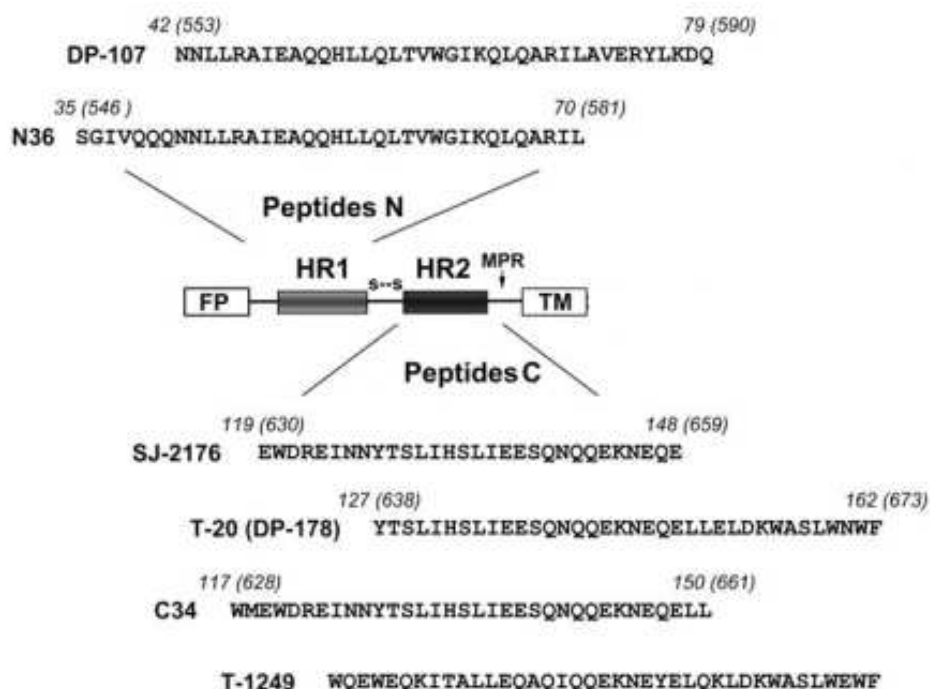 42 (553) 79 (590)
DP-107 NNLLRAIEAQQHLLQLTVWGIKQLQARILAVERYLKDQ
35 (546 ) 70 (581)
N36 SGIVQQQNNLLRAIEAQQHLLQLTVWGIKQLQARIL
Peptides N
HR1 s--s HR2 MPR
FP TM
Peptides C
119 (630) 148 (659)
SJ-2176 EWDREINNYTSLIHSLIEESQNQQEKNEQE
127 (638) 162 (673)
T-20 (DP-178) YTSLIHSLIEESQNQQEKNEQELLELDKWASLWNWF
117 (628) 150 (661)
C34 WMEWDREINNYTSLIHSLIEESQNQQEKNEQELL
T-1249 WQEWEQKITALLEQAQIQQEKNEYELQKLDKWASLWEWF